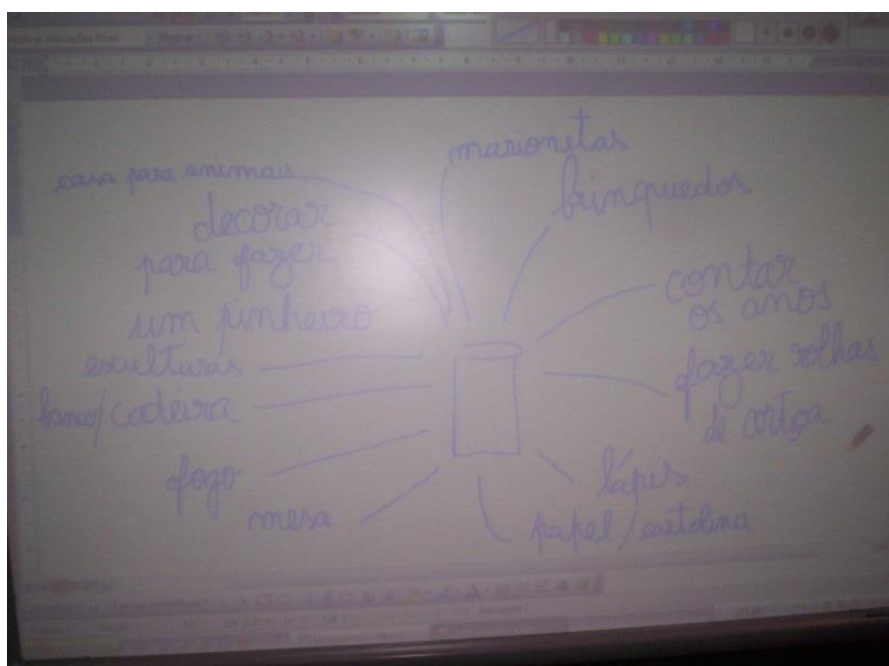 marionetas
brinquedos
casa para animais
decorar
para fazer
um pinheiro
contar
os anos
esculturas
fazer rolhas
de cortiça
banco/cadeira
fogo
lápis
mesa
papel/cartolina